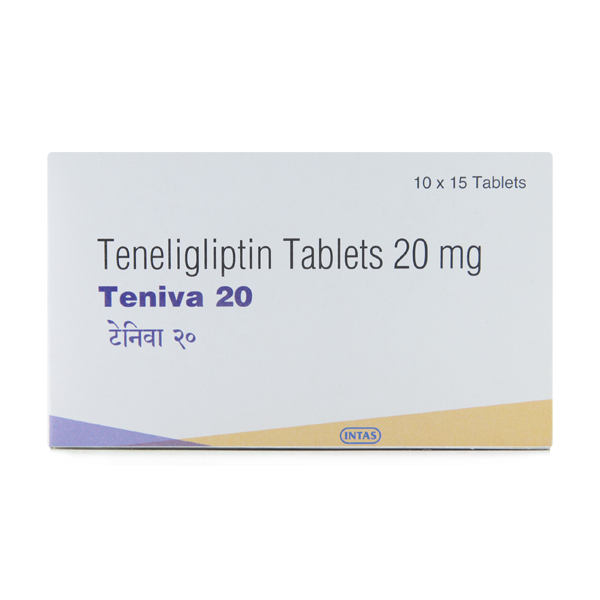 10 x 15 Tablets
Teneligliptin Tablets 20 mg
Teniva 20
टेनिवा २०
INTAS